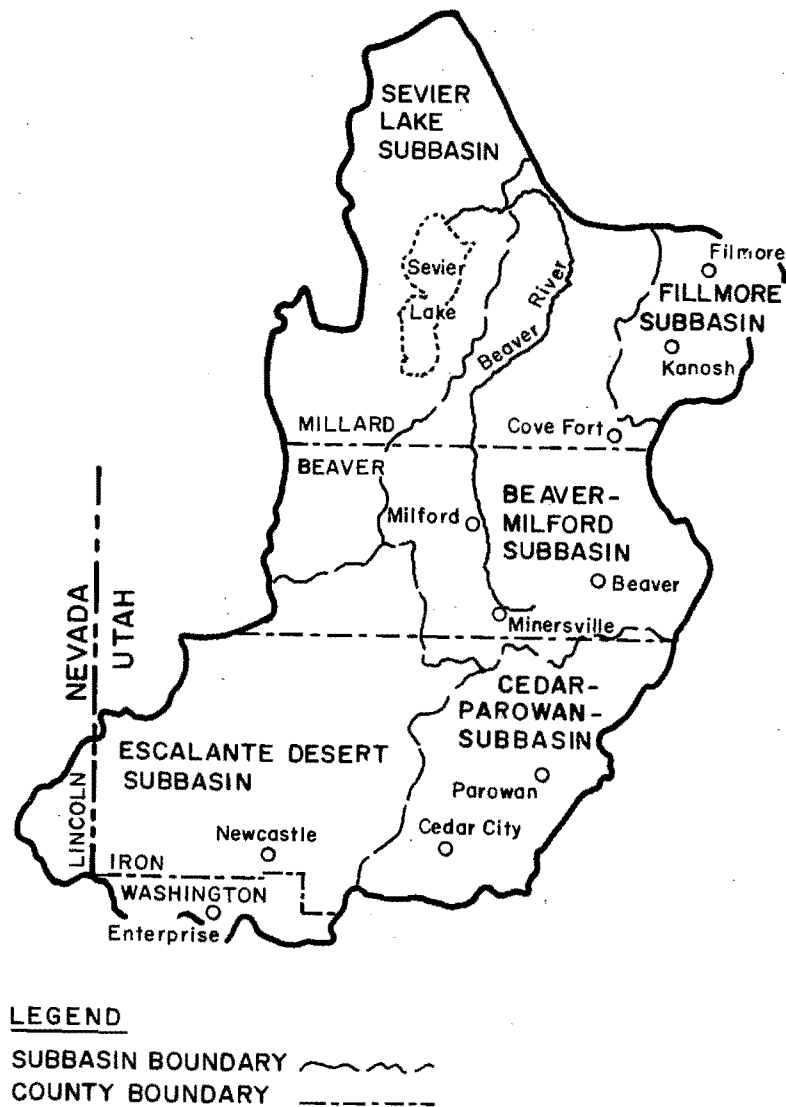 SEVIER
LAKE
SUBBASIN
Filmore
Sevier
Lake
Beaver River
FILLMORE
SUBBASIN
Kanosh
MILLARD
Cove Fort
BEAVER
BEAVER-
MILFORD
SUBBASIN
Milford
Beaver
NEVADA
UTAH
Minersville
CEDAR-
PAROWAN-
SUBBASIN
ESCALANTE DESERT
SUBBASIN
Parowan
LINCOLN
Newcastle
Cedar City
IRON
WASHINGTON
Enterprise
LEGEND
SUBBASIN BOUNDARY
COUNTY BOUNDARY